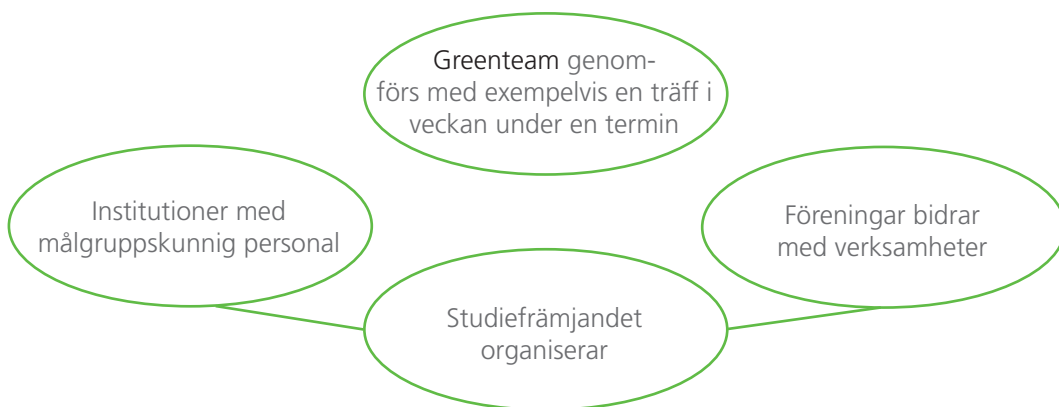 Greenteam genom-
förs med exempelvis en träff i
veckan under en termin
Institutioner med
målgruppskunnig personal
Föreningar bidrar
med verksamheter
Studiefrämjandet
organiserar